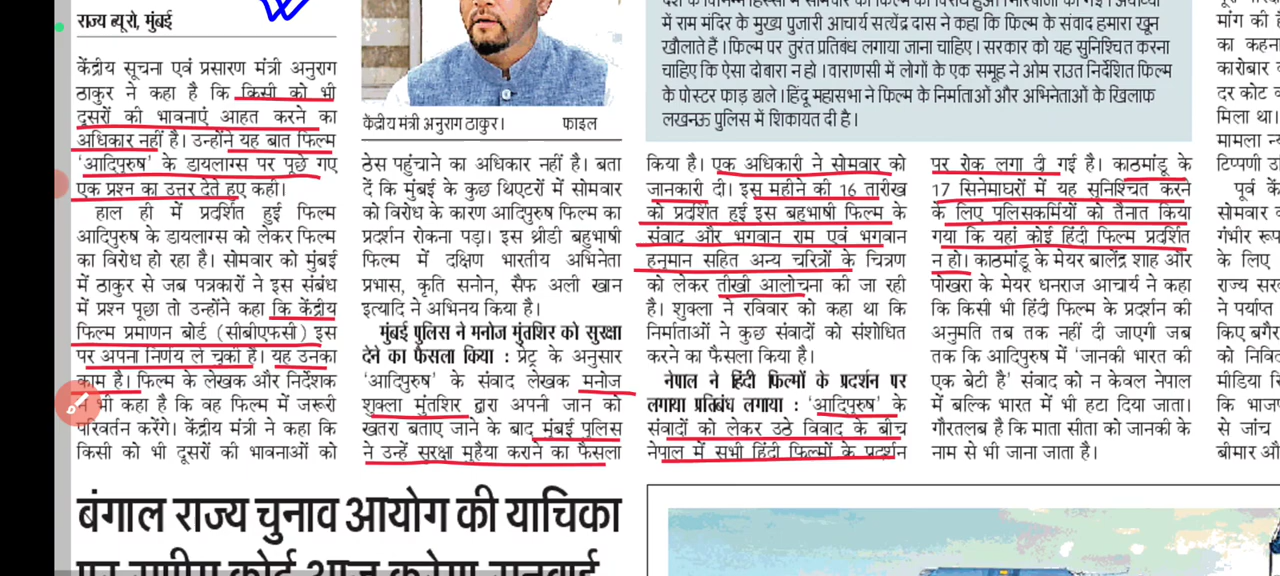 राज्य ब्यूरो, मुंबई
केंद्रीय सूचना एवं प्रसारण मंत्री अनुराग
ठाकुर ने कहा है कि किसी को भी
दूसरों की भावनाएं आहत करने का
अधिकार नहीं है। उन्होंने यह बात फिल्म
'आदिपुरुष' के डायलाग्स पर पूछे गए
एक प्रश्न का उत्तर देते हुए कही।
हाल ही में प्रदर्शित हुई फिल्म
आदिपुरुष के डायलाग्स को लेकर फिल्म
का विरोध हो रहा है। सोमवार को मुंबई
में ठाकुर से जब पत्रकारों ने इस संबंध
में प्रश्न पूछा तो उन्होंने कहा कि केंद्रीय
फिल्म प्रमाणन बोर्ड (सीबीएफसी) इस
पर अपना निर्णय ले चुकी है। यह उनका
काम है। फिल्म के लेखक और निर्देशक
ने भी कहा है कि वह फिल्म में जरूरी
परिवर्तन करेंगे। केंद्रीय मंत्री ने कहा कि
किसी को भी दूसरों की भावनाओं को
केंद्रीय मंत्री अनुराग ठाकुर। फाइल
ठेस पहुंचाने का अधिकार नहीं है। बता
दें कि मुंबई के कुछ थिएटरों में सोमवार
को विरोध के कारण आदिपुरुष फिल्म का
प्रदर्शन रोकना पड़ा। इस थ्रीडी बहुभाषी
फिल्म में दक्षिण भारतीय अभिनेता
प्रभास, कृति सनोन, सैफ अली खान
इत्यादि ने अभिनय किया है।
मुंबई पुलिस ने मनोज मुंतशिर को सुरक्षा
देने का फैसला किया : प्रेट्र के अनुसार
'आदिपुरुष' के संवाद लेखक मनोज
शुक्ला मुंतशिर द्वारा अपनी जान को
खतरा बताए जाने के बाद मुंबई पुलिस
ने उन्हें सुरक्षा मुहैया कराने का फैसला
में राम मंदिर के मुख्य पुजारी आचार्य सत्येंद्र दास ने कहा कि फिल्म के संवाद हमारा खून
खौलाते हैं। फिल्म पर तुरंत प्रतिबंध लगाया जाना चाहिए। सरकार को यह सुनिश्चित करना
चाहिए कि ऐसा दोबारा न हो। वाराणसी में लोगों के एक समूह ने ओम राउत निर्देशित फिल्म
के पोस्टर फाड़ डाले। हिंदू महासभा ने फिल्म के निर्माताओं और अभिनेताओं के खिलाफ
लखनऊ पुलिस में शिकायत दी है।
किया है। एक अधिकारी ने सोमवार को
जानकारी दी। इस महीने की 16 तारीख
को प्रदर्शित हुई इस बहुभाषी फिल्म के
संवाद और भगवान राम एवं भगवान
हनुमान सहित अन्य चरित्रों के चित्रण
को लेकर तीखी आलोचना की जा रही
है। शुक्ला ने रविवार को कहा था कि
निर्माताओं ने कुछ संवादों को संशोधित
करने का फैसला किया है।
नेपाल ने हिंदी फिल्मों के प्रदर्शन पर
लगाया प्रतिबंध लगाया : 'आदिपुरुष' के
संवादों को लेकर उठे विवाद के बीच
नेपाल में सभी हिंदी फिल्मों के प्रदर्शन
पर रोक लगा दी गई है। काठमांडू के
17 सिनेमाघरों में यह सुनिश्चित करने
के लिए पुलिसकर्मियों को तैनात किया
गया कि यहां कोई हिंदी फिल्म प्रदर्शित
न हो। काठमांडू के मेयर बालेंद्र शाह और
पोखरा के मेयर धनराज आचार्य ने कहा
कि किसी भी हिंदी फिल्म के प्रदर्शन की
अनुमति तब तक नहीं दी जाएगी जब
तक कि आदिपुरुष में 'जानकी भारत की
एक बेटी है' संवाद को न केवल नेपाल
में बल्कि भारत में भी हटा दिया जाता।
गौरतलब है कि माता सीता को जानकी के
नाम से भी जाना जाता है।
मांग की
का कहना
कारोबार
दर कोट
मिला था।
मामला
टिप्पणी
पूर्व
सोमवार
गंभीर रूप
के लिए
राज्य
ने पर्याप्त
किए बगैर
को
मीडिया
कि
से जांच
बीमार
बंगाल राज्य चुनाव आयोग की याचिका